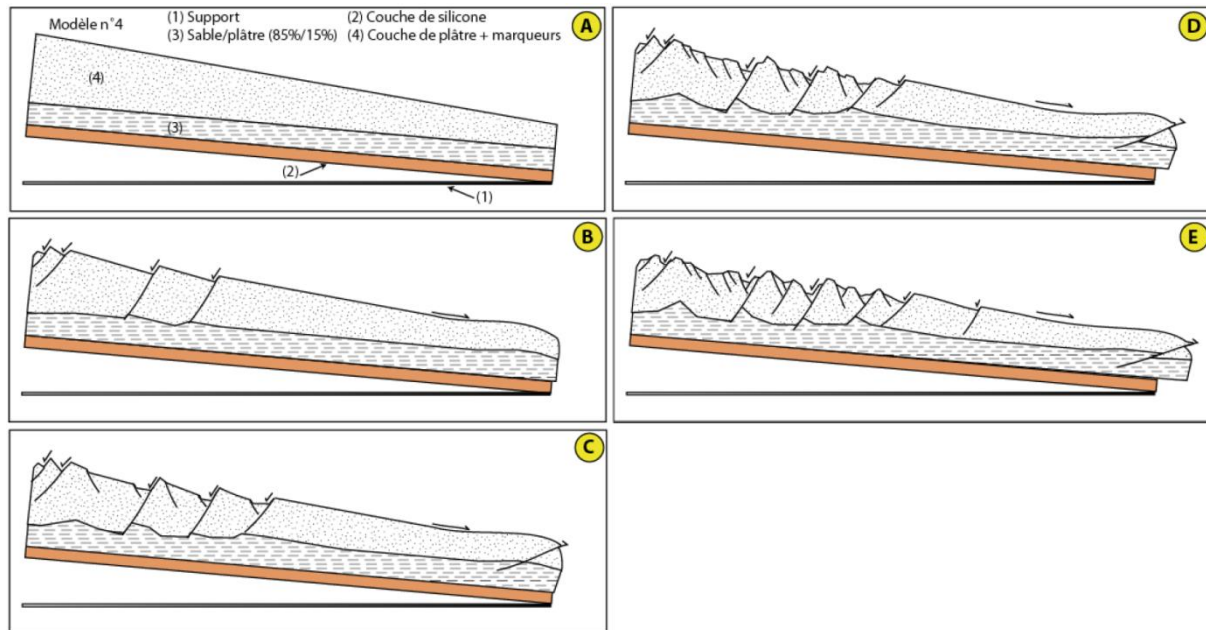 Modèle n°4 (1) Support (2) Couche de silicone A
(3) Sable/plâtre (85%/15%) (4) Couche de plâtre + marqueurs
(4)
(3)
(2)
(1)
B
C
D
E